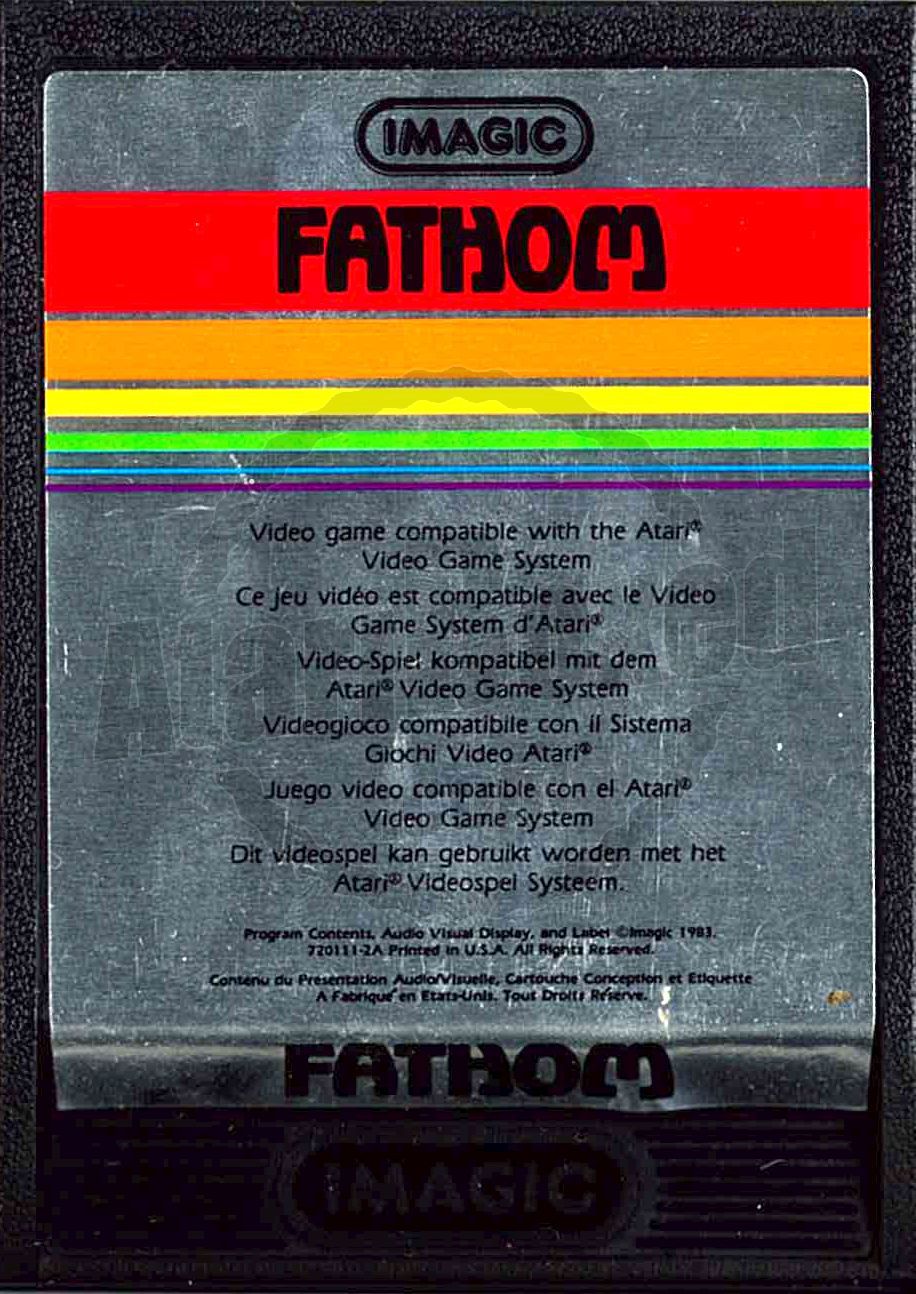 IMAGIC
FATHOM
Video game compatible with the Atari®
Video Game System
Ce jeu vidéo est compatible avec le Video
Game System d'Atari®
Video-Spiel kompatibel mit dem
Atari® Video Game System
Videogioco compatibile con il Sistema
Giochi Video Atari®
Juego video compatible con el Atari®
Video Game System
Dit videospel kan gebruikt worden met het
Atari® Videospel Systeem.
Program Contents, Audio Visual Display, and Label ©Imagic 1983.
720111-2A Printed in U.S.A. All Rights Reserved.
Contenu du Presentation Audio/Visuelle, Cartouche Conception et Etiquette
A Fabrique en Etats-Unis. Tout Droits Réserve.
FATHOM
IMAGIC